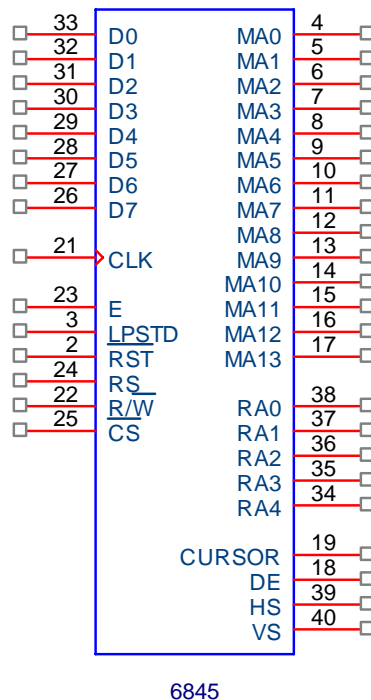 33 D0 MA0 4
32 D1 MA1 5
31 D2 MA2 6
30 D3 MA3 7
29 D4 MA4 8
28 D5 MA5 9
27 D6 MA6 10
26 D7 MA7 11
MA8 12
21 CLK MA9 13
MA10 14
23 E MA11 15
3 LPSTD MA12 16
2 RST MA13 17
24 RS
22 R/W RA0 38
25 CS RA1 37
RA2 36
RA3 35
RA4 34
CURSOR 19
DE 18
HS 39
VS 40
6845